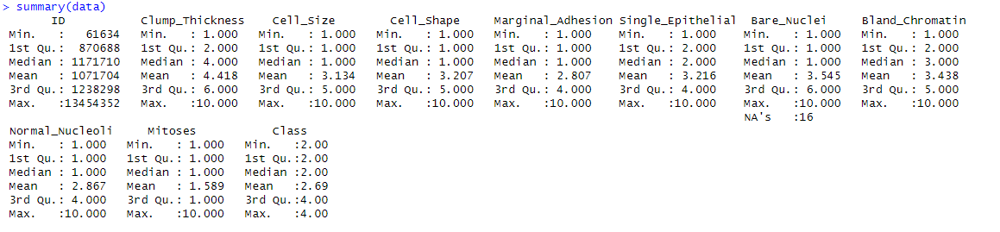 > summary(data)
       ID           Clump_Thickness    Cell_Size        Cell_Shape     Marginal_Adhesion Single_Epithelial  Bare_Nuclei     Bland_Chromatin
 Min.   :   61634   Min.   : 1.000   Min.   : 1.000   Min.   : 1.000   Min.   : 1.000    Min.   : 1.000    Min.   : 1.000   Min.   : 1.000
 1st Qu.:  870688   1st Qu.: 2.000   1st Qu.: 1.000   1st Qu.: 1.000   1st Qu.: 1.000    1st Qu.: 2.000    1st Qu.: 1.000   1st Qu.: 2.000
 Median : 1171710   Median : 4.000   Median : 1.000   Median : 1.000   Median : 1.000    Median : 2.000    Median : 1.000   Median : 3.000
 Mean   : 1071704   Mean   : 4.418   Mean   : 3.134   Mean   : 3.207   Mean   : 2.807    Mean   : 3.216    Mean   : 3.545   Mean   : 3.438
 3rd Qu.: 1238298   3rd Qu.: 6.000   3rd Qu.: 5.000   3rd Qu.: 5.000   3rd Qu.: 4.000    3rd Qu.: 4.000    3rd Qu.: 6.000   3rd Qu.: 5.000
 Max.   :13454352   Max.   :10.000   Max.   :10.000   Max.   :10.000   Max.   :10.000    Max.   :10.000    Max.   :10.000   Max.   :10.000
 NA's   :16
 Normal_Nucleoli     Mitoses          Class
 Min.   : 1.000   Min.   : 1.000   Min.   :2.00
 1st Qu.: 1.000   1st Qu.: 1.000   1st Qu.:2.00
 Median : 1.000   Median : 1.000   Median :2.00
 Mean   : 2.867   Mean   : 1.589   Mean   :2.69
 3rd Qu.: 4.000   3rd Qu.: 1.000   3rd Qu.:4.00
 Max.   :10.000   Max.   :10.000   Max.   :4.00